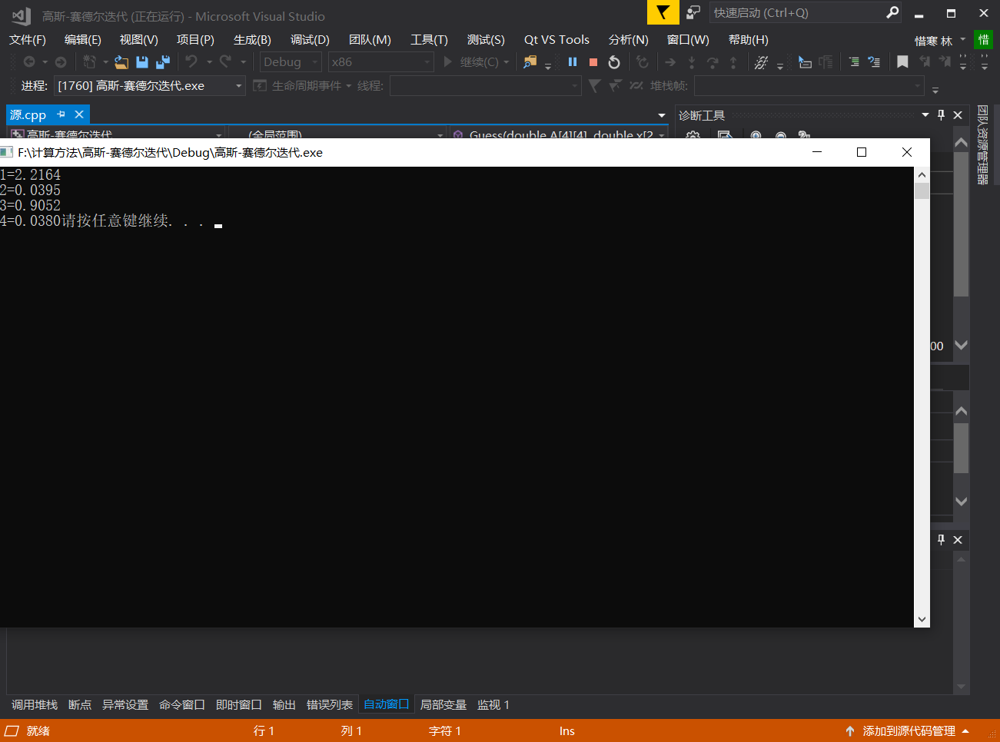 高斯-赛德尔迭代 (正在运行) - Microsoft Visual Studio
快速启动 (Ctrl+Q)
文件(F) 编辑(E) 视图(V) 项目(P) 生成(B) 调试(D) 团队(M) 工具(T) 测试(S) Qt VS Tools 分析(N) 窗口(W) 帮助(H) 惜寒 林 惜
Debug x86 继续(C)
进程: [1760] 高斯-赛德尔迭代.exe 生命周期事件 线程: 堆栈帧:
源.cpp
诊断工具
团队资源管理器
高斯-赛德尔迭代 (全局范围) Guess(double A[4][4], double x[2
F:\计算方法\高斯-赛德尔迭代\Debug\高斯-赛德尔迭代.exe
1=2.2164
2=0.0395
3=0.9052
4=0.0380请按任意键继续. . .
00
调用堆栈 断点 异常设置 命令窗口 即时窗口 输出 错误列表 自动窗口 局部变量 监视 1
就绪 行 1 列 1 字符 1 Ins 添加到源代码管理